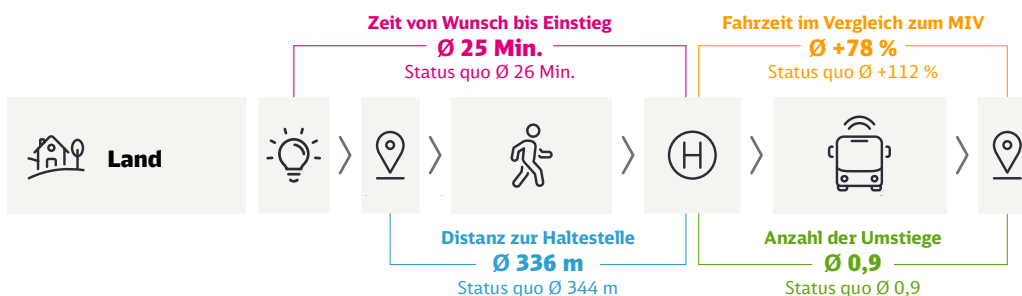 Zeit von Wunsch bis Einstieg
Ø 25 Min.
Status quo Ø 26 Min.
Fahrzeit im Vergleich zum MIV
Ø +78 %
Status quo Ø +112 %
Land
H
Distanz zur Haltestelle
Ø 336 m
Status quo Ø 344 m
Anzahl der Umstiege
Ø 0,9
Status quo Ø 0,9